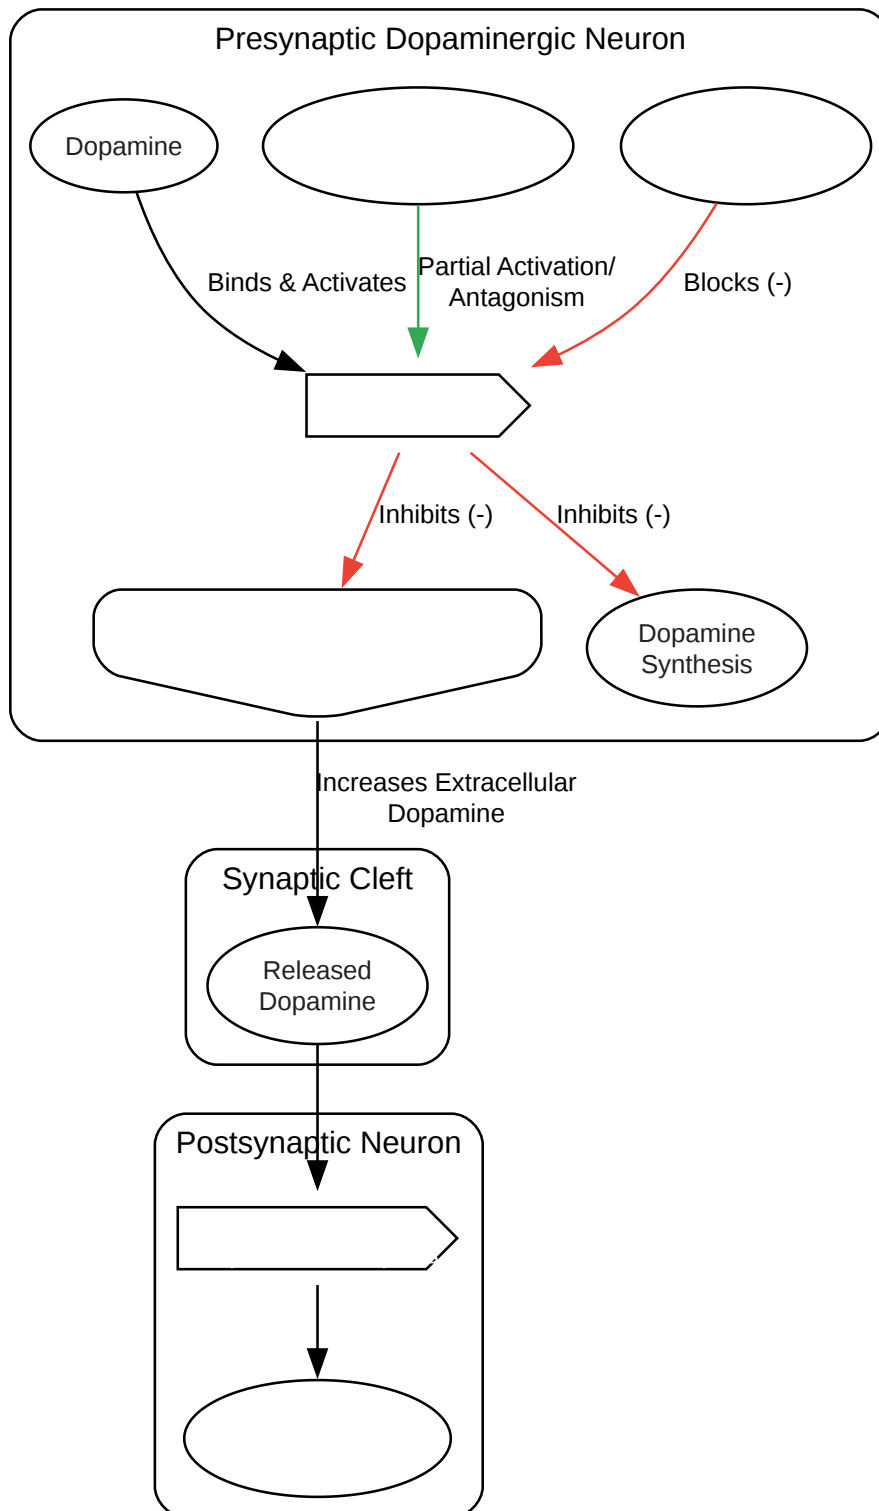 Presynaptic Dopaminergic Neuron
Dopamine
Binds & Activates
Partial Activation/
Antagonism
Blocks (-)
Inhibits (-)
Inhibits (-)
Dopamine
Synthesis
Increases Extracellular
Dopamine
Synaptic Cleft
Released
Dopamine
Postsynaptic Neuron